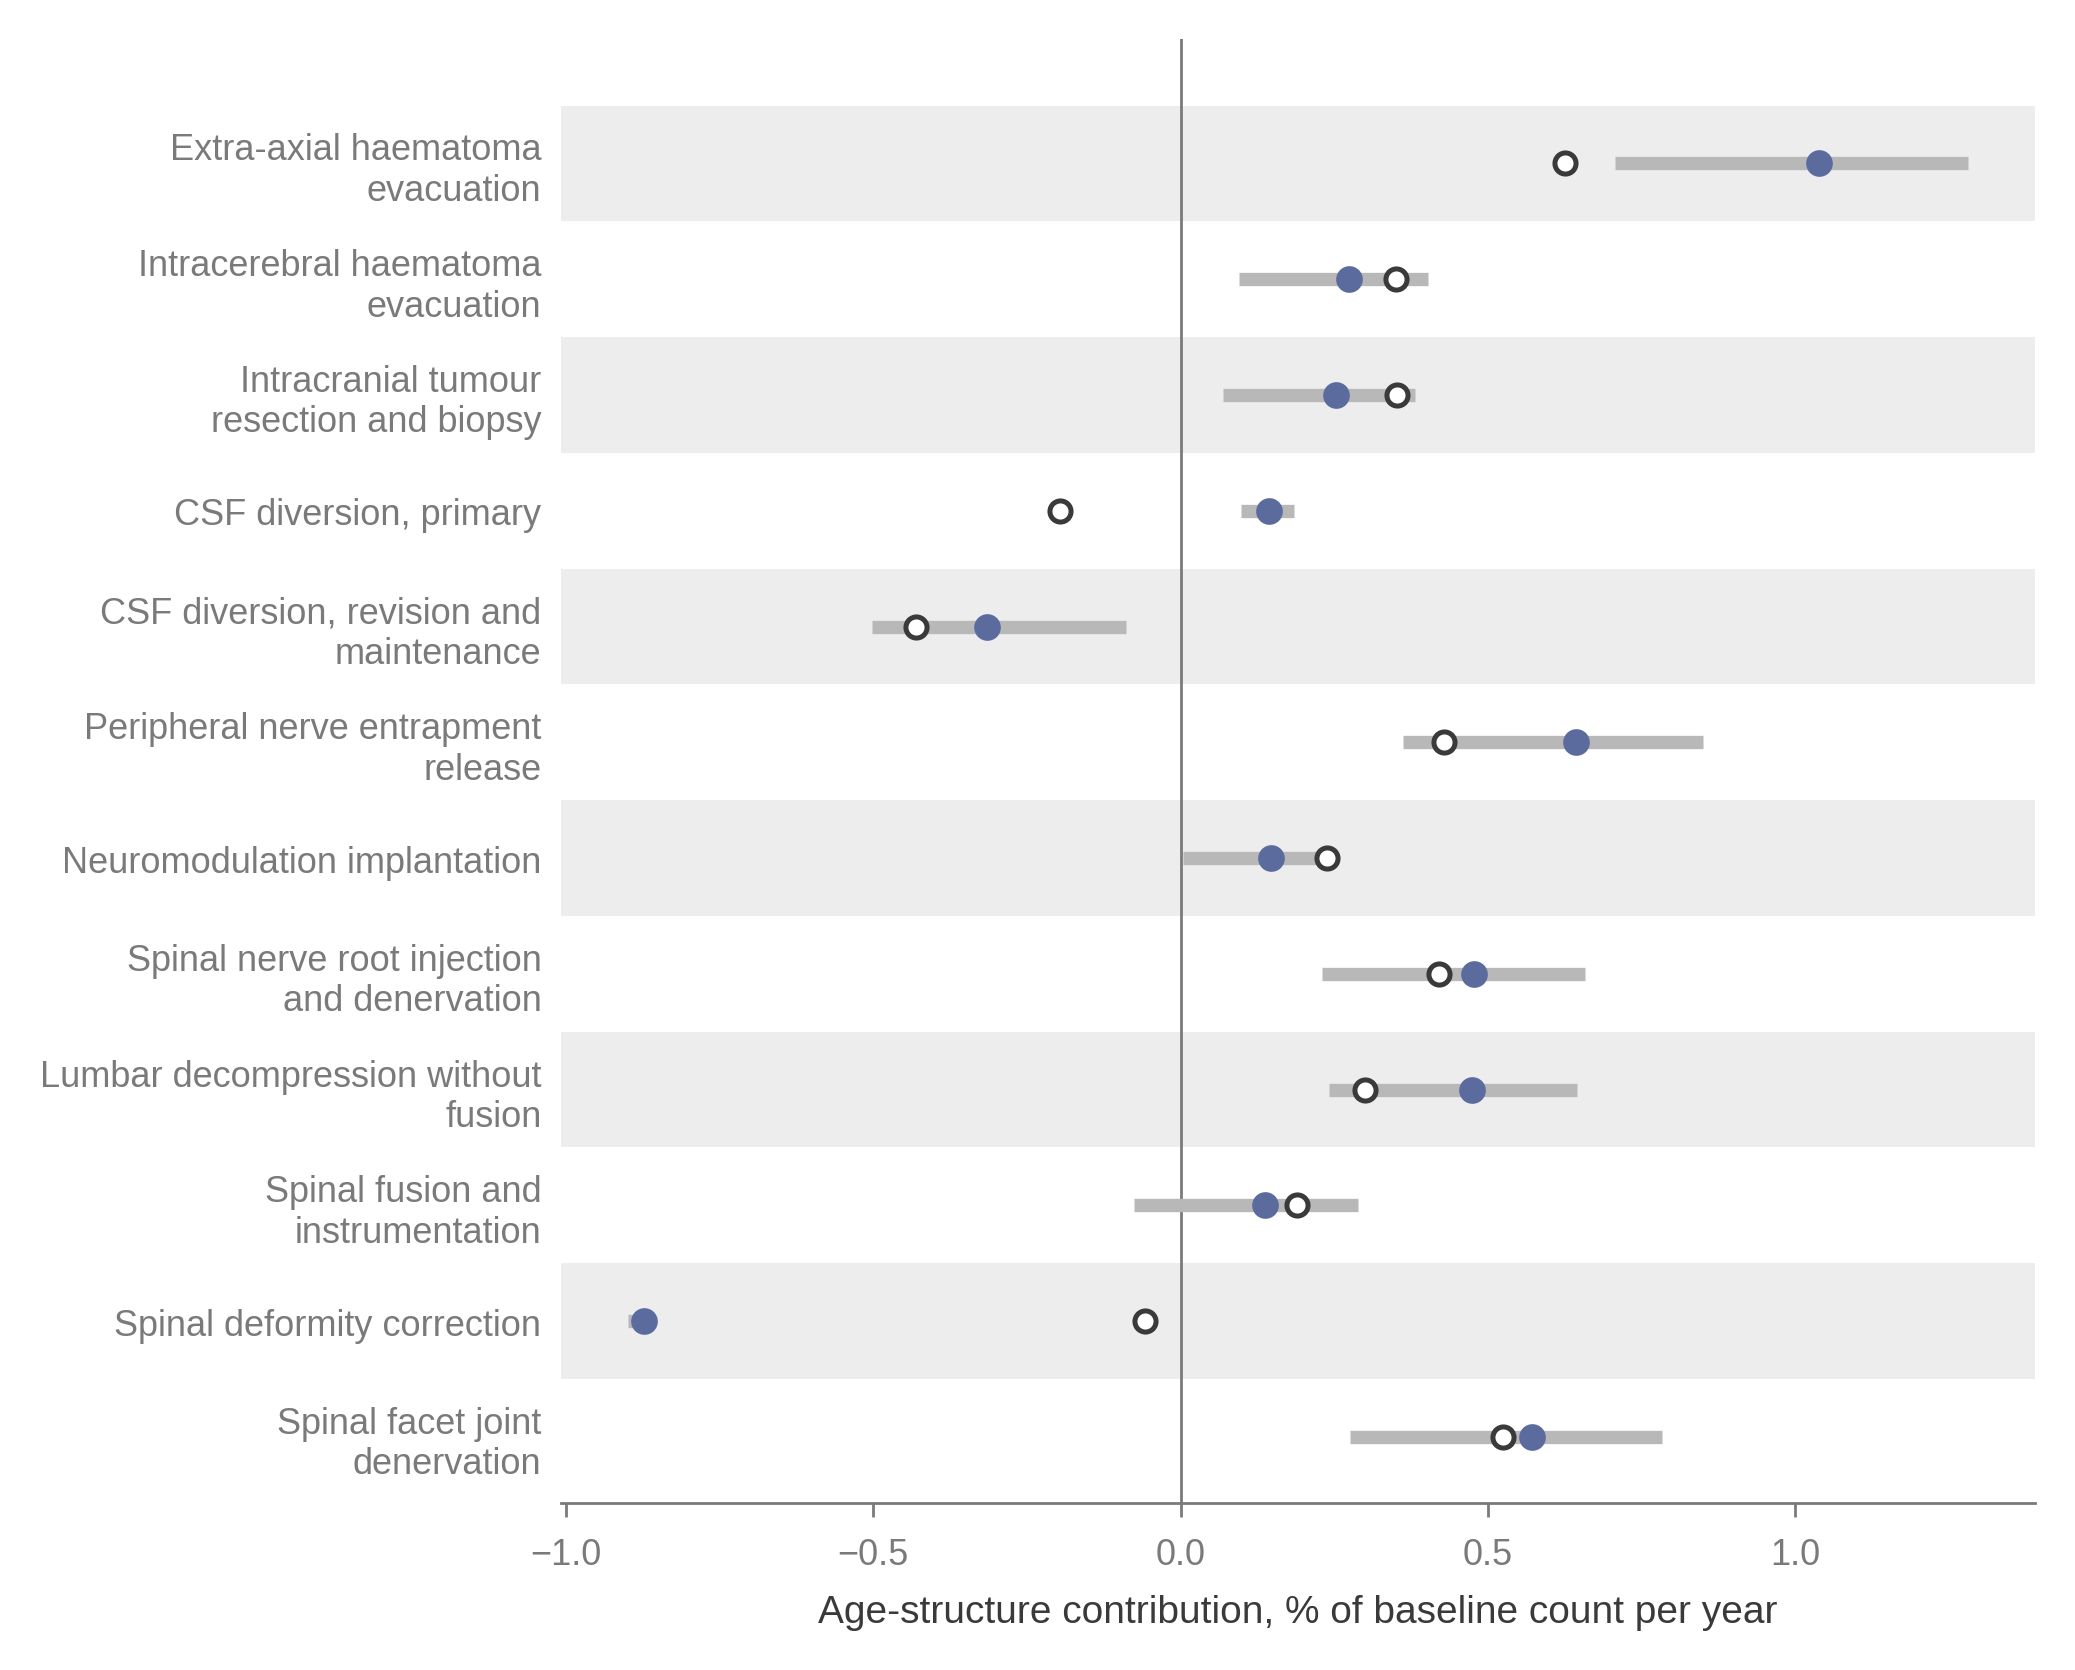 Extra-axial haematoma
evacuation
Intracerebral haematoma
evacuation
Intracranial tumour
resection and biopsy
CSF diversion, primary
CSF diversion, revision and
maintenance
Peripheral nerve entrapment
release
Neuromodulation implantation
Spinal nerve root injection
and denervation
Lumbar decompression without
fusion
Spinal fusion and
instrumentation
Spinal deformity correction
Spinal facet joint
denervation
−1.0 −0.5 0.0 0.5 1.0
Age-structure contribution, % of baseline count per year